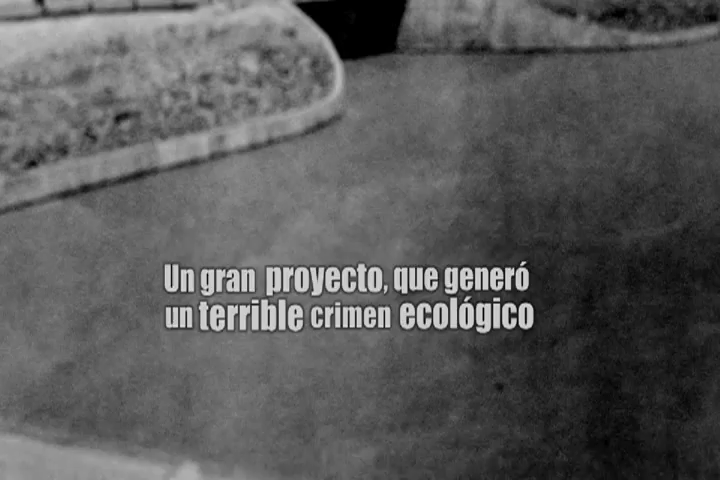 Un gran proyecto, que generó
un terrible crimen ecológico